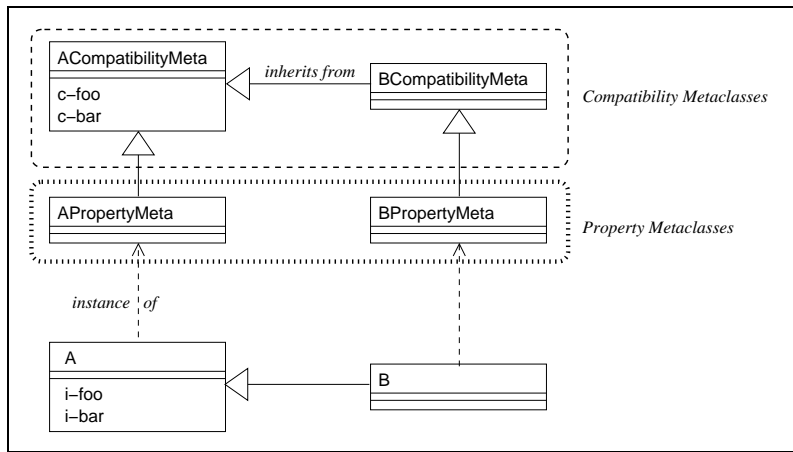 ACompatibilityMeta
c–foo
c–bar
inherits from
BCompatibilityMeta
Compatibility Metaclasses
APropertyMeta
BPropertyMeta
Property Metaclasses
instance of
A
i–foo
i–bar
B